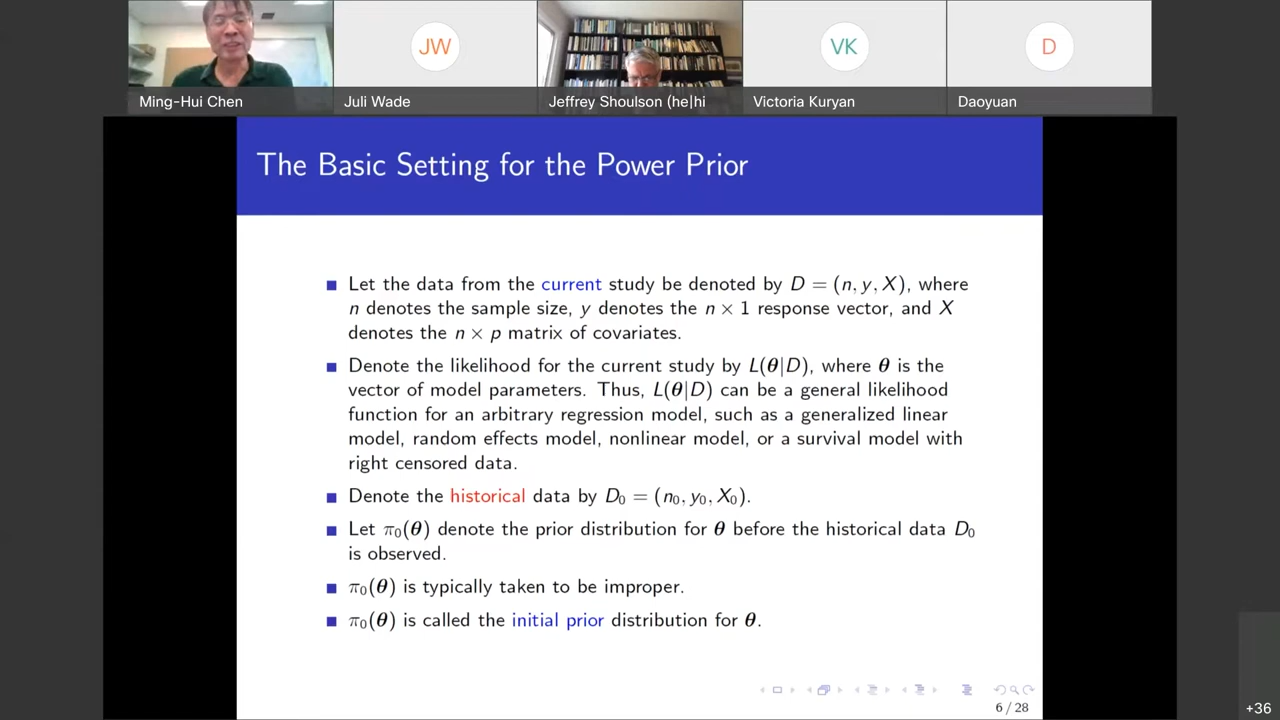 JW
VK
D
Ming-Hui Chen
Juli Wade
Jeffrey Shoulson (he|hi
Victoria Kuryan
Daoyuan
The Basic Setting for the Power Prior
Let the data from the current study be denoted by D = (n, y, X), where
n denotes the sample size, y denotes the n × 1 response vector, and X
denotes the n × p matrix of covariates.
Denote the likelihood for the current study by L(θ|D), where θ is the
vector of model parameters. Thus, L(θ|D) can be a general likelihood
function for an arbitrary regression model, such as a generalized linear
model, random effects model, nonlinear model, or a survival model with
right censored data.
Denote the historical data by D₀ = (n₀, y₀, X₀).
Let π₀(θ) denote the prior distribution for θ before the historical data D₀
is observed.
π₀(θ) is typically taken to be improper.
π₀(θ) is called the initial prior distribution for θ.
6 / 28
+36